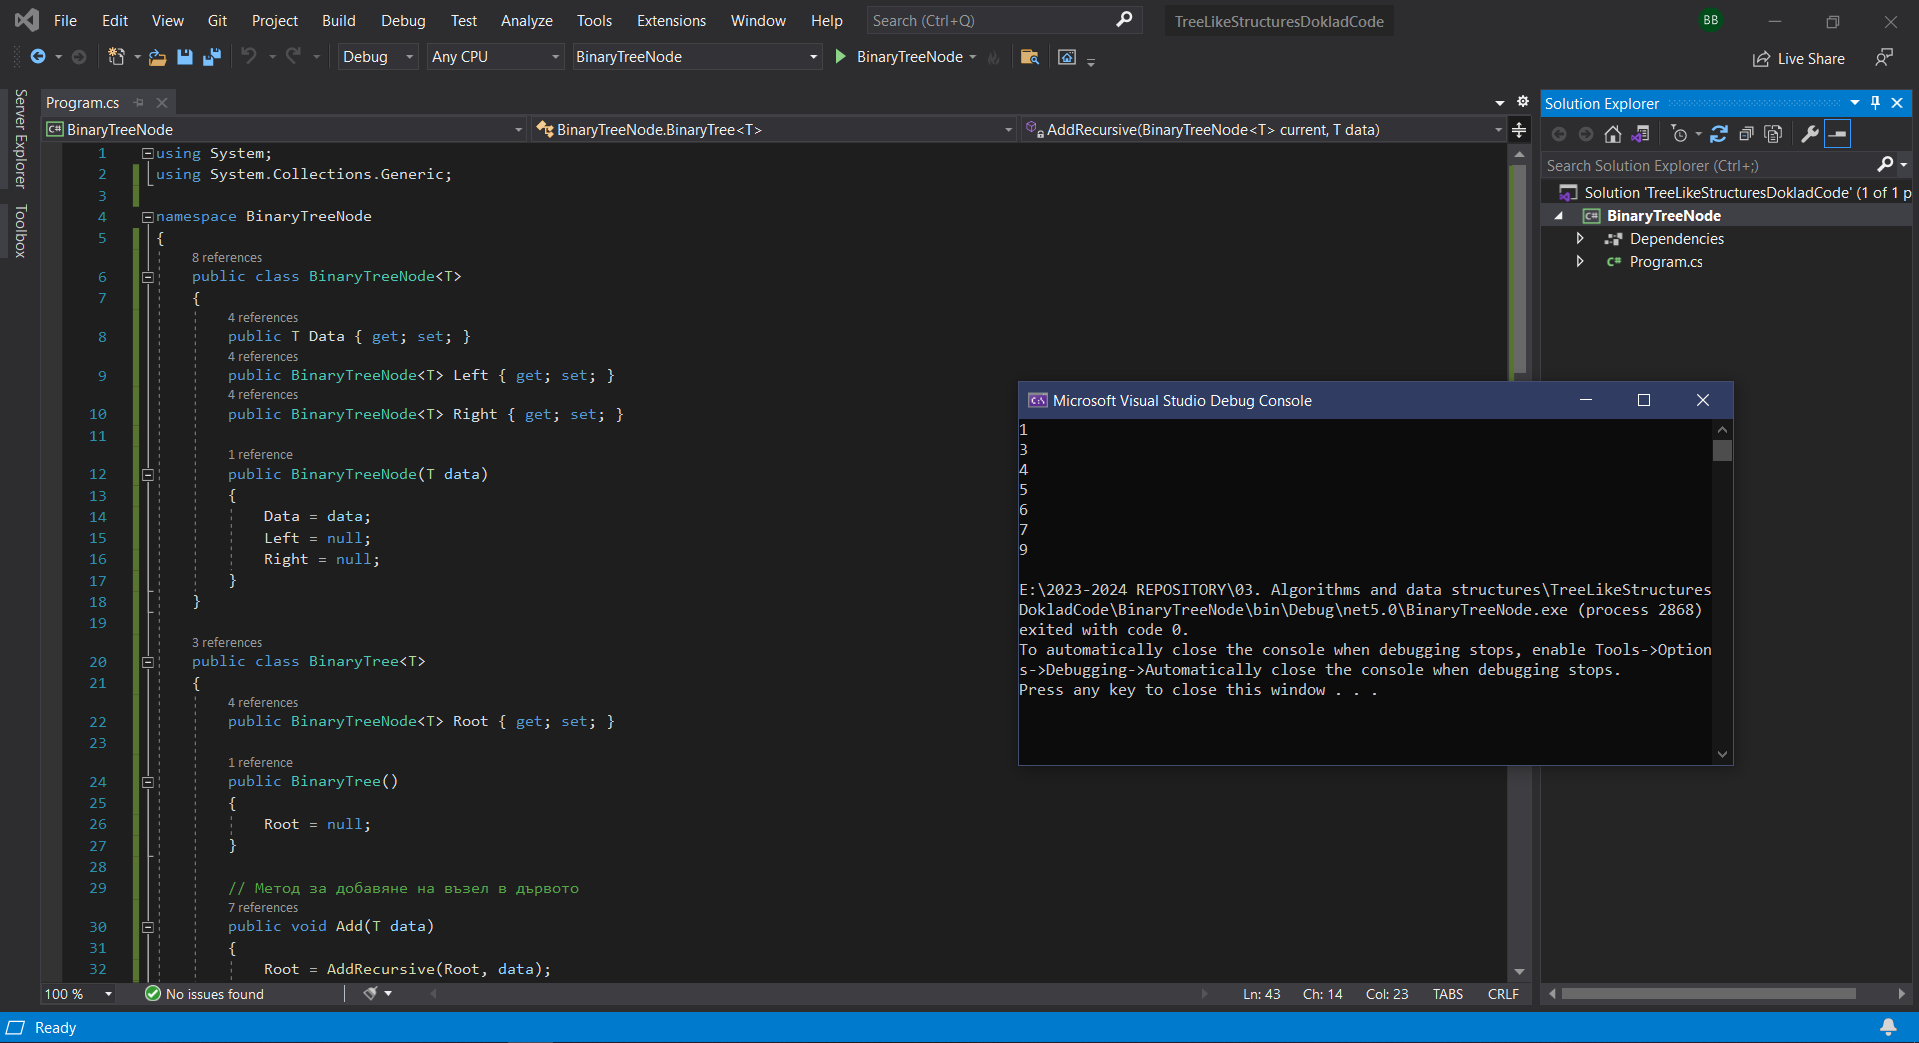 File Edit View Git Project Build Debug Test Analyze Tools Extensions Window Help Search (Ctrl+Q) TreeLikeStructuresDokladCode BB
Debug Any CPU BinaryTreeNode BinaryTreeNode Live Share
Server Explorer
Toolbox
Program.cs
BinaryTreeNode BinaryTreeNode.BinaryTree<T> AddRecursive(BinaryTreeNode<T> current, T data)
1 using System;
2 using System.Collections.Generic;
3
4 namespace BinaryTreeNode
5 {
8 references
6 public class BinaryTreeNode<T>
7 {
4 references
8 public T Data { get; set; }
4 references
9 public BinaryTreeNode<T> Left { get; set; }
4 references
10 public BinaryTreeNode<T> Right { get; set; }
11
1 reference
12 public BinaryTreeNode(T data)
13 {
14 Data = data;
15 Left = null;
16 Right = null;
17 }
18 }
19
3 references
20 public class BinaryTree<T>
21 {
4 references
22 public BinaryTreeNode<T> Root { get; set; }
23
1 reference
24 public BinaryTree()
25 {
26 Root = null;
27 }
28
29 // Метод за добавяне на възел в дървото
7 references
30 public void Add(T data)
31 {
32 Root = AddRecursive(Root, data);
100 % No issues found Ln: 43 Ch: 14 Col: 23 TABS CRLF
Ready
Microsoft Visual Studio Debug Console
1
3
4
5
6
7
9
E:\2023-2024 REPOSITORY\03. Algorithms and data structures\TreeLikeStructures
DokladCode\BinaryTreeNode\bin\Debug\net5.0\BinaryTreeNode.exe (process 2868)
exited with code 0.
To automatically close the console when debugging stops, enable Tools->Option
s->Debugging->Automatically close the console when debugging stops.
Press any key to close this window . . .
Solution Explorer
Search Solution Explorer (Ctrl+;)
Solution 'TreeLikeStructuresDokladCode' (1 of 1 p
BinaryTreeNode
Dependencies
C# Program.cs